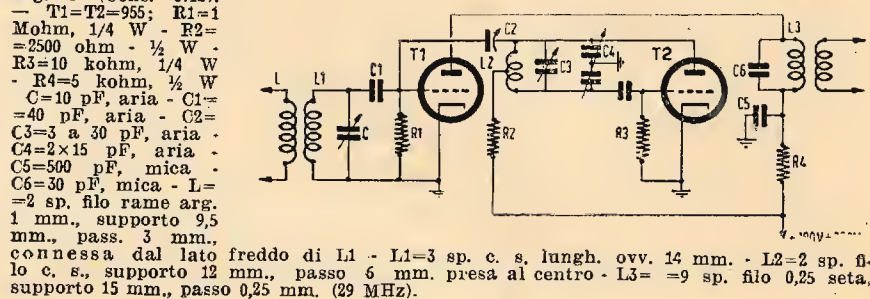 — T1=T2=955; R1=1
Mohm, 1/4 W - R2=
=2500 ohm - ½ W -
R3=10 kohm, 1/4 W
- R4=5 kohm, ½ W
C=10 pF, aria - C1=
=40 pF, aria - C2=
C3=3 a 30 pF, aria -
C4=2×15 pF, aria -
C5=500 pF, mica -
C6=30 pF, mica - L=
=2 sp. filo rame arg.
1 mm., supporto 9,5
mm., pass. 3 mm.,
connessa dal lato freddo di L1 - L1=3 sp. c. s. lungh. ovv. 14 mm. - L2=2 sp. fi-
lo c. s., supporto 12 mm., passo 6 mm. presa al centro - L3= =9 sp. filo 0,25 seta,
supporto 15 mm., passo 0,25 mm. (29 MHz).
L
L1
C
C1
R1
T1
C2
L2
R2
C3
C4
R3
T2
C6
L3
C5
R4